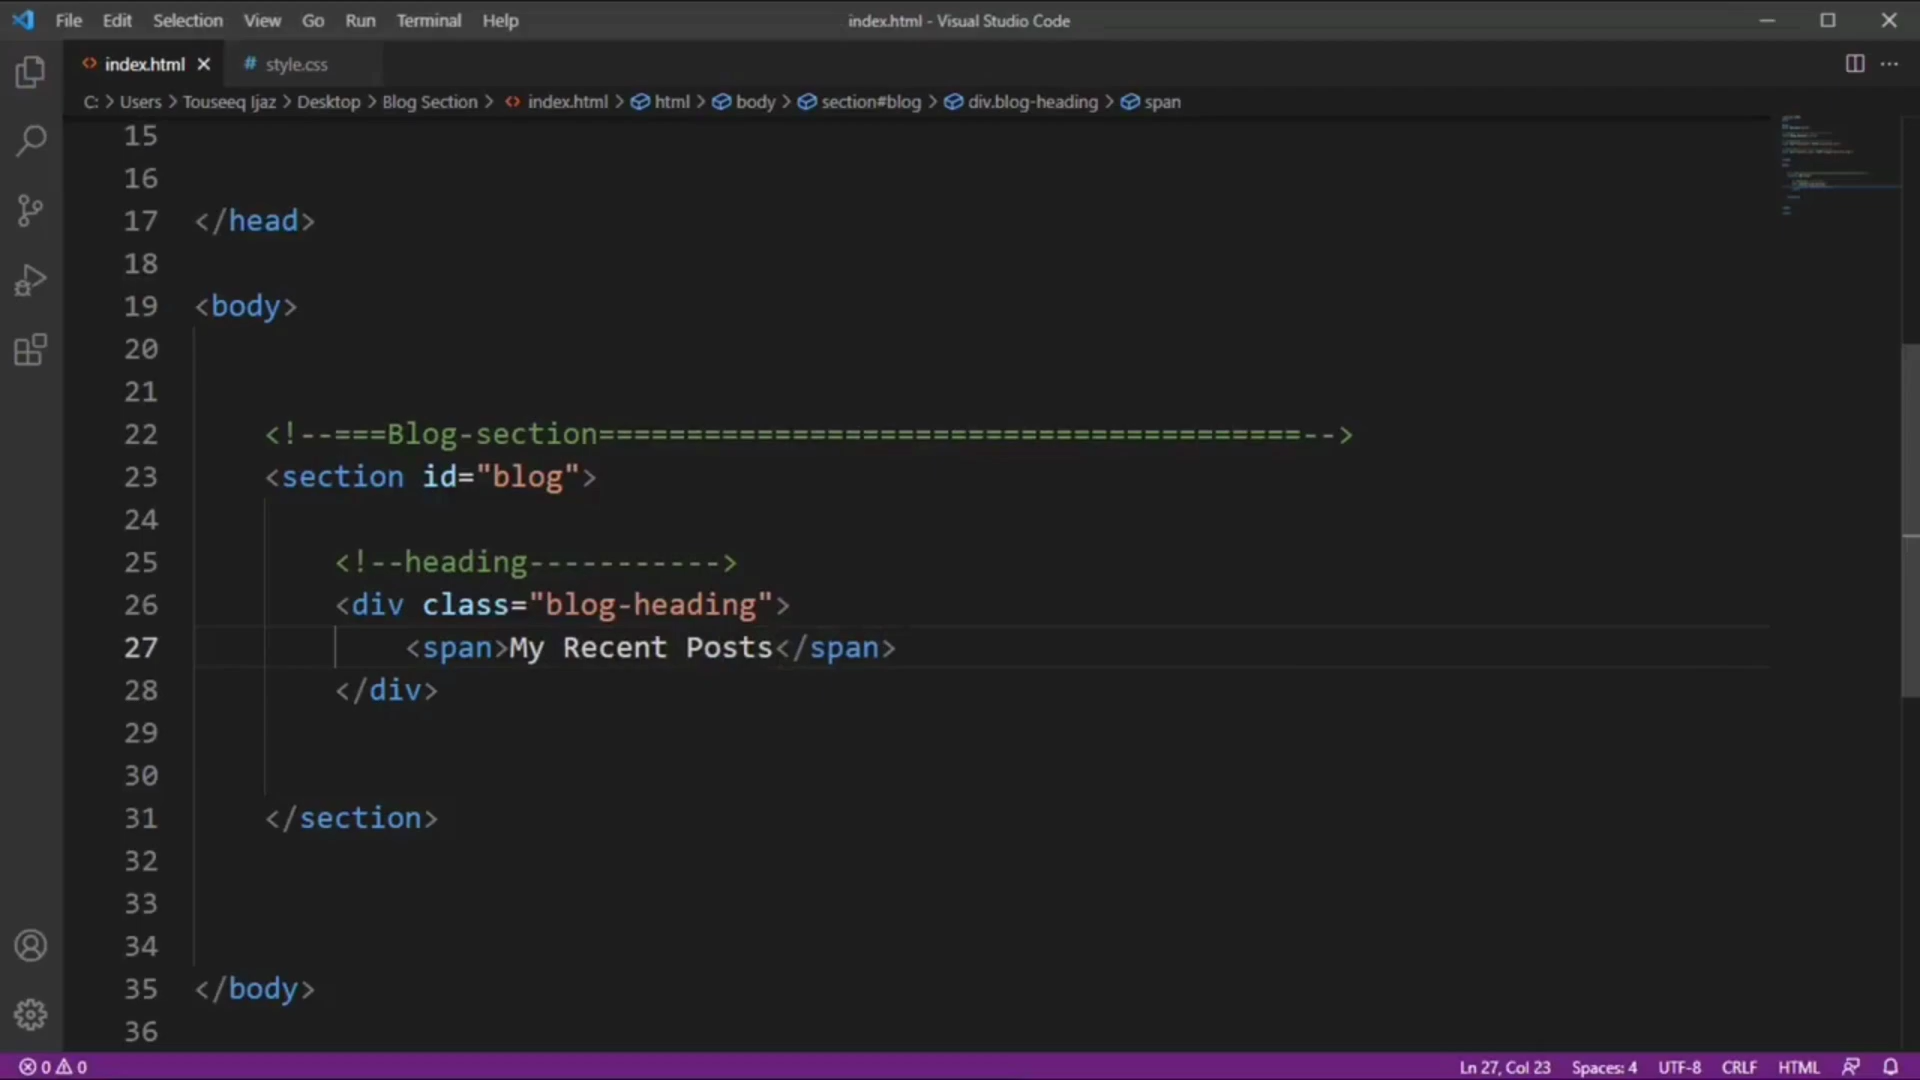 File Edit Selection View Go Run Terminal Help index.html - Visual Studio Code
index.html style.css
C: > Users > Touseeq Ijaz > Desktop > Blog Section > index.html > html > body > section#blog > div.blog-heading > span
15
16
17 </head>
18
19 <body>
20
21
22 <!--===Blog-section========================================-->
23 <section id="blog">
24
25 <!--heading----------->
26 <div class="blog-heading">
27 <span>My Recent Posts</span>
28 </div>
29
30
31 </section>
32
33
34
35 </body>
36
0 0 Ln 27, Col 23 Spaces: 4 UTF-8 CRLF HTML